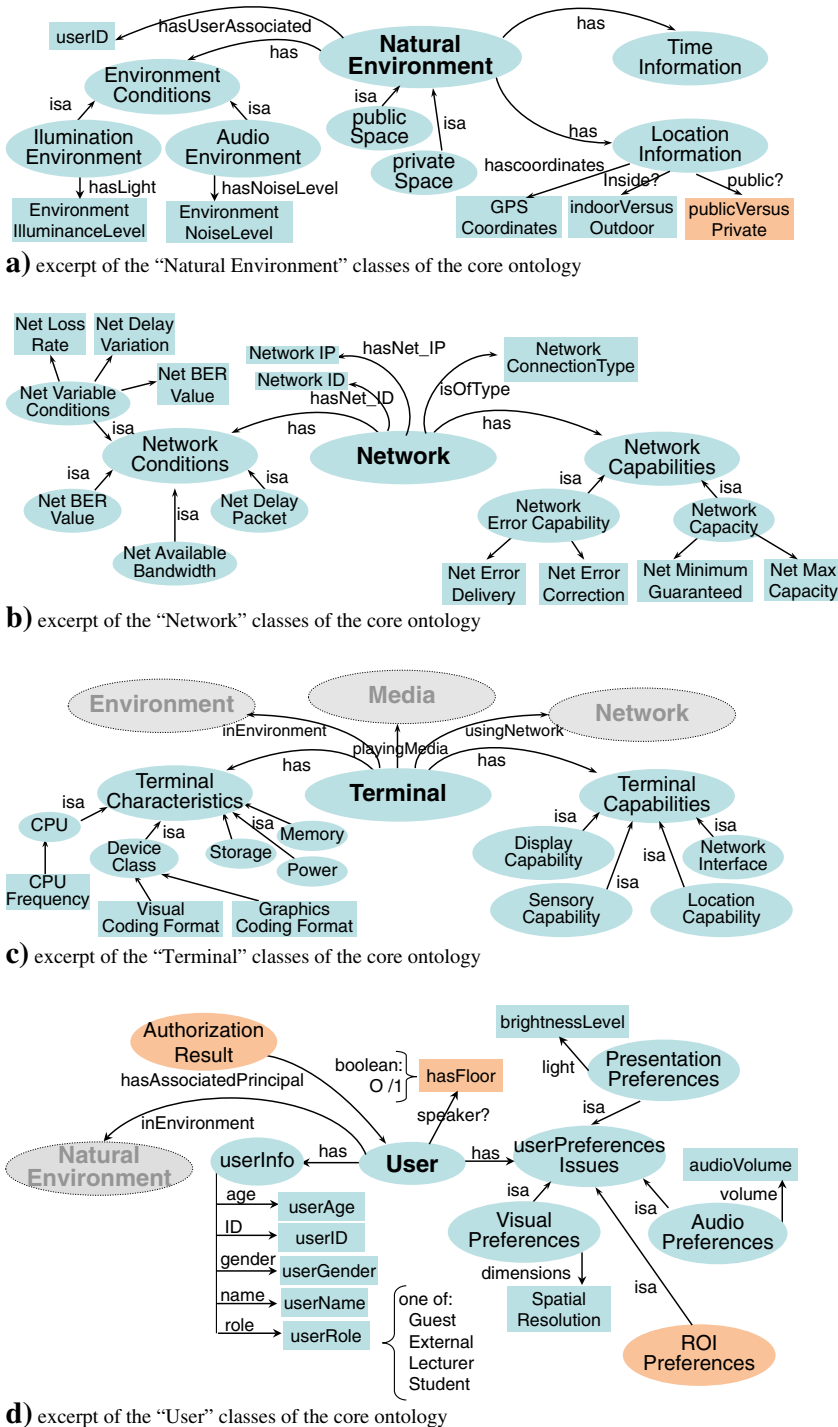 hasUserAssociated
userID
has
Natural
Environment
has
Time
Information
Environment
Conditions
isa
isa
isa
public
Space
isa
private
Space
has
Location
Information
Ilumination
Environment
Audio
Environment
hasLight
hasNoiseLevel
hascoordinates
Inside?
public?
Environment
IlluminanceLevel
Environment
NoiseLevel
GPS
Coordinates
indoorVersus
Outdoor
publicVersus
Private
a) excerpt of the “Natural Environment” classes of the core ontology
Net Loss
Rate
Net Delay
Variation
Net BER
Value
Net Variable
Conditions
isa
Network IP
hasNet_IP
Network ID
hasNet_ID
Network
ConnectionType
isOfType
has
has
Network
Conditions
Network
Network
Capabilities
isa
isa
isa
Net BER
Value
Net Available
Bandwidth
Net Delay
Packet
isa
isa
Network
Error Capability
Network
Capacity
Net Error
Delivery
Net Error
Correction
Net Minimum
Guaranteed
Net Max
Capacity
b) excerpt of the “Network” classes of the core ontology
Environment
Media
Network
inEnvironment
playingMedia
usingNetwork
has
has
Terminal
Characteristics
Terminal
Terminal
Capabilities
isa
isa
isa
CPU
Device
Class
Storage
Memory
Power
CPU
Frequency
Visual
Coding Format
Graphics
Coding Format
isa
isa
isa
isa
Display
Capability
Network
Interface
Sensory
Capability
Location
Capability
c) excerpt of the “Terminal” classes of the core ontology
Authorization
Result
hasAssociatedPrincipal
boolean:
O /1
hasFloor
speaker?
brightnessLevel
light
Presentation
Preferences
isa
inEnvironment
Natural
Environment
userInfo
has
User
has
userPreferences
Issues
audioVolume
volume
isa
isa
Visual
Preferences
Audio
Preferences
age
userAge
ID
userID
gender
userGender
name
userName
role
userRole
one of:
Guest
External
Lecturer
Student
dimensions
Spatial
Resolution
isa
ROI
Preferences
d) excerpt of the “User” classes of the core ontology